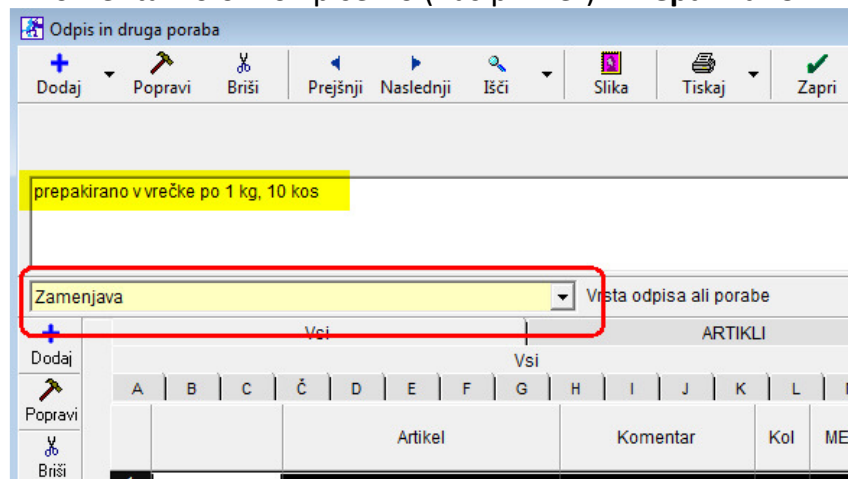 Odpis in druga poraba
Dodaj Popravi Briši Prejšnji Naslednji Išči Slika Tiskaj Zapri
prepakirano v vrečke po 1 kg, 10 kos
Zamenjava Vrsta odpisa ali porabe
Vsi ARTIKLI
Dodaj Vsi
A B C Č D E F G H I J K L
Popravi
Artikel Komentar Kol ME
Briši